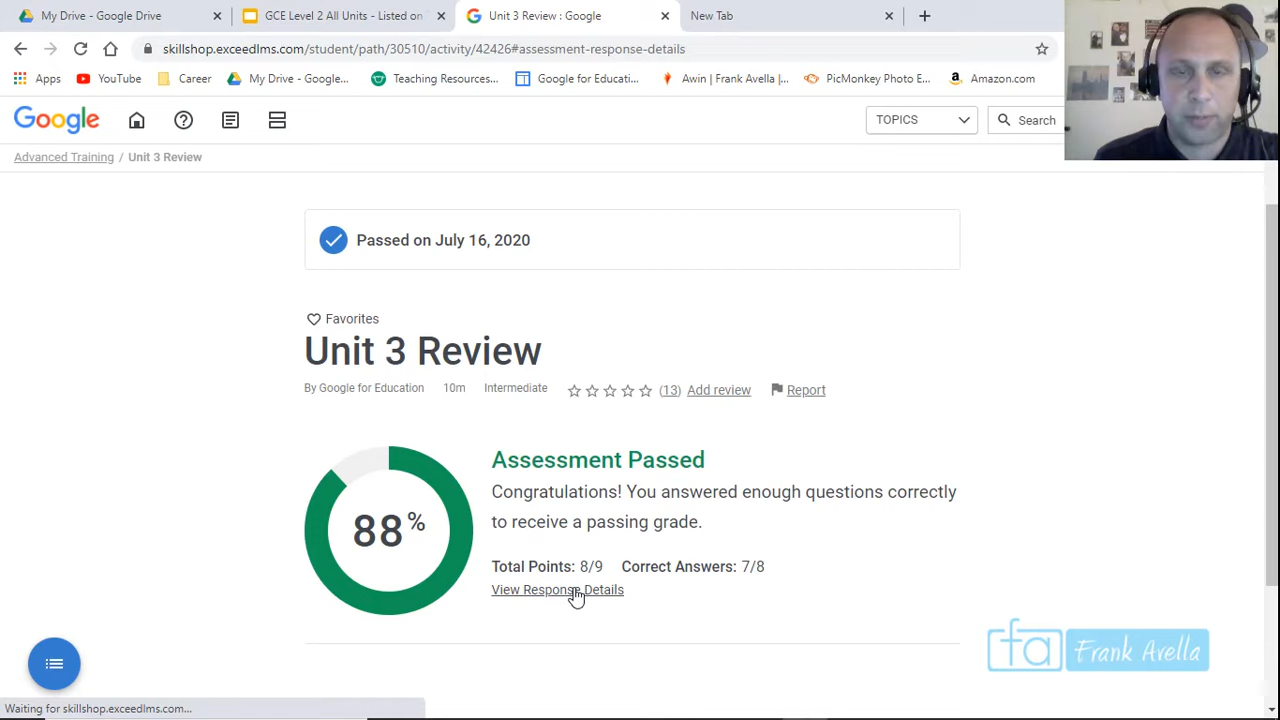 My Drive - Google Drive
GCE Level 2 All Units - Listed on
Unit 3 Review : Google
New Tab
skillshop.exceedlms.com/student/path/30510/activity/42426#assessment-response-details
Apps
YouTube
Career
My Drive - Google...
Teaching Resources...
Google for Educati...
Awin | Frank Avella |...
PicMonkey Photo E...
Amazon.com
Google
TOPICS
Search
Advanced Training / Unit 3 Review
Passed on July 16, 2020
Favorites
Unit 3 Review
By Google for Education 10m Intermediate (13) Add review Report
Assessment Passed
Congratulations! You answered enough questions correctly
to receive a passing grade.
88%
Total Points: 8/9 Correct Answers: 7/8
View Response Details
fa Frank Avella
Waiting for skillshop.exceedlms.com...